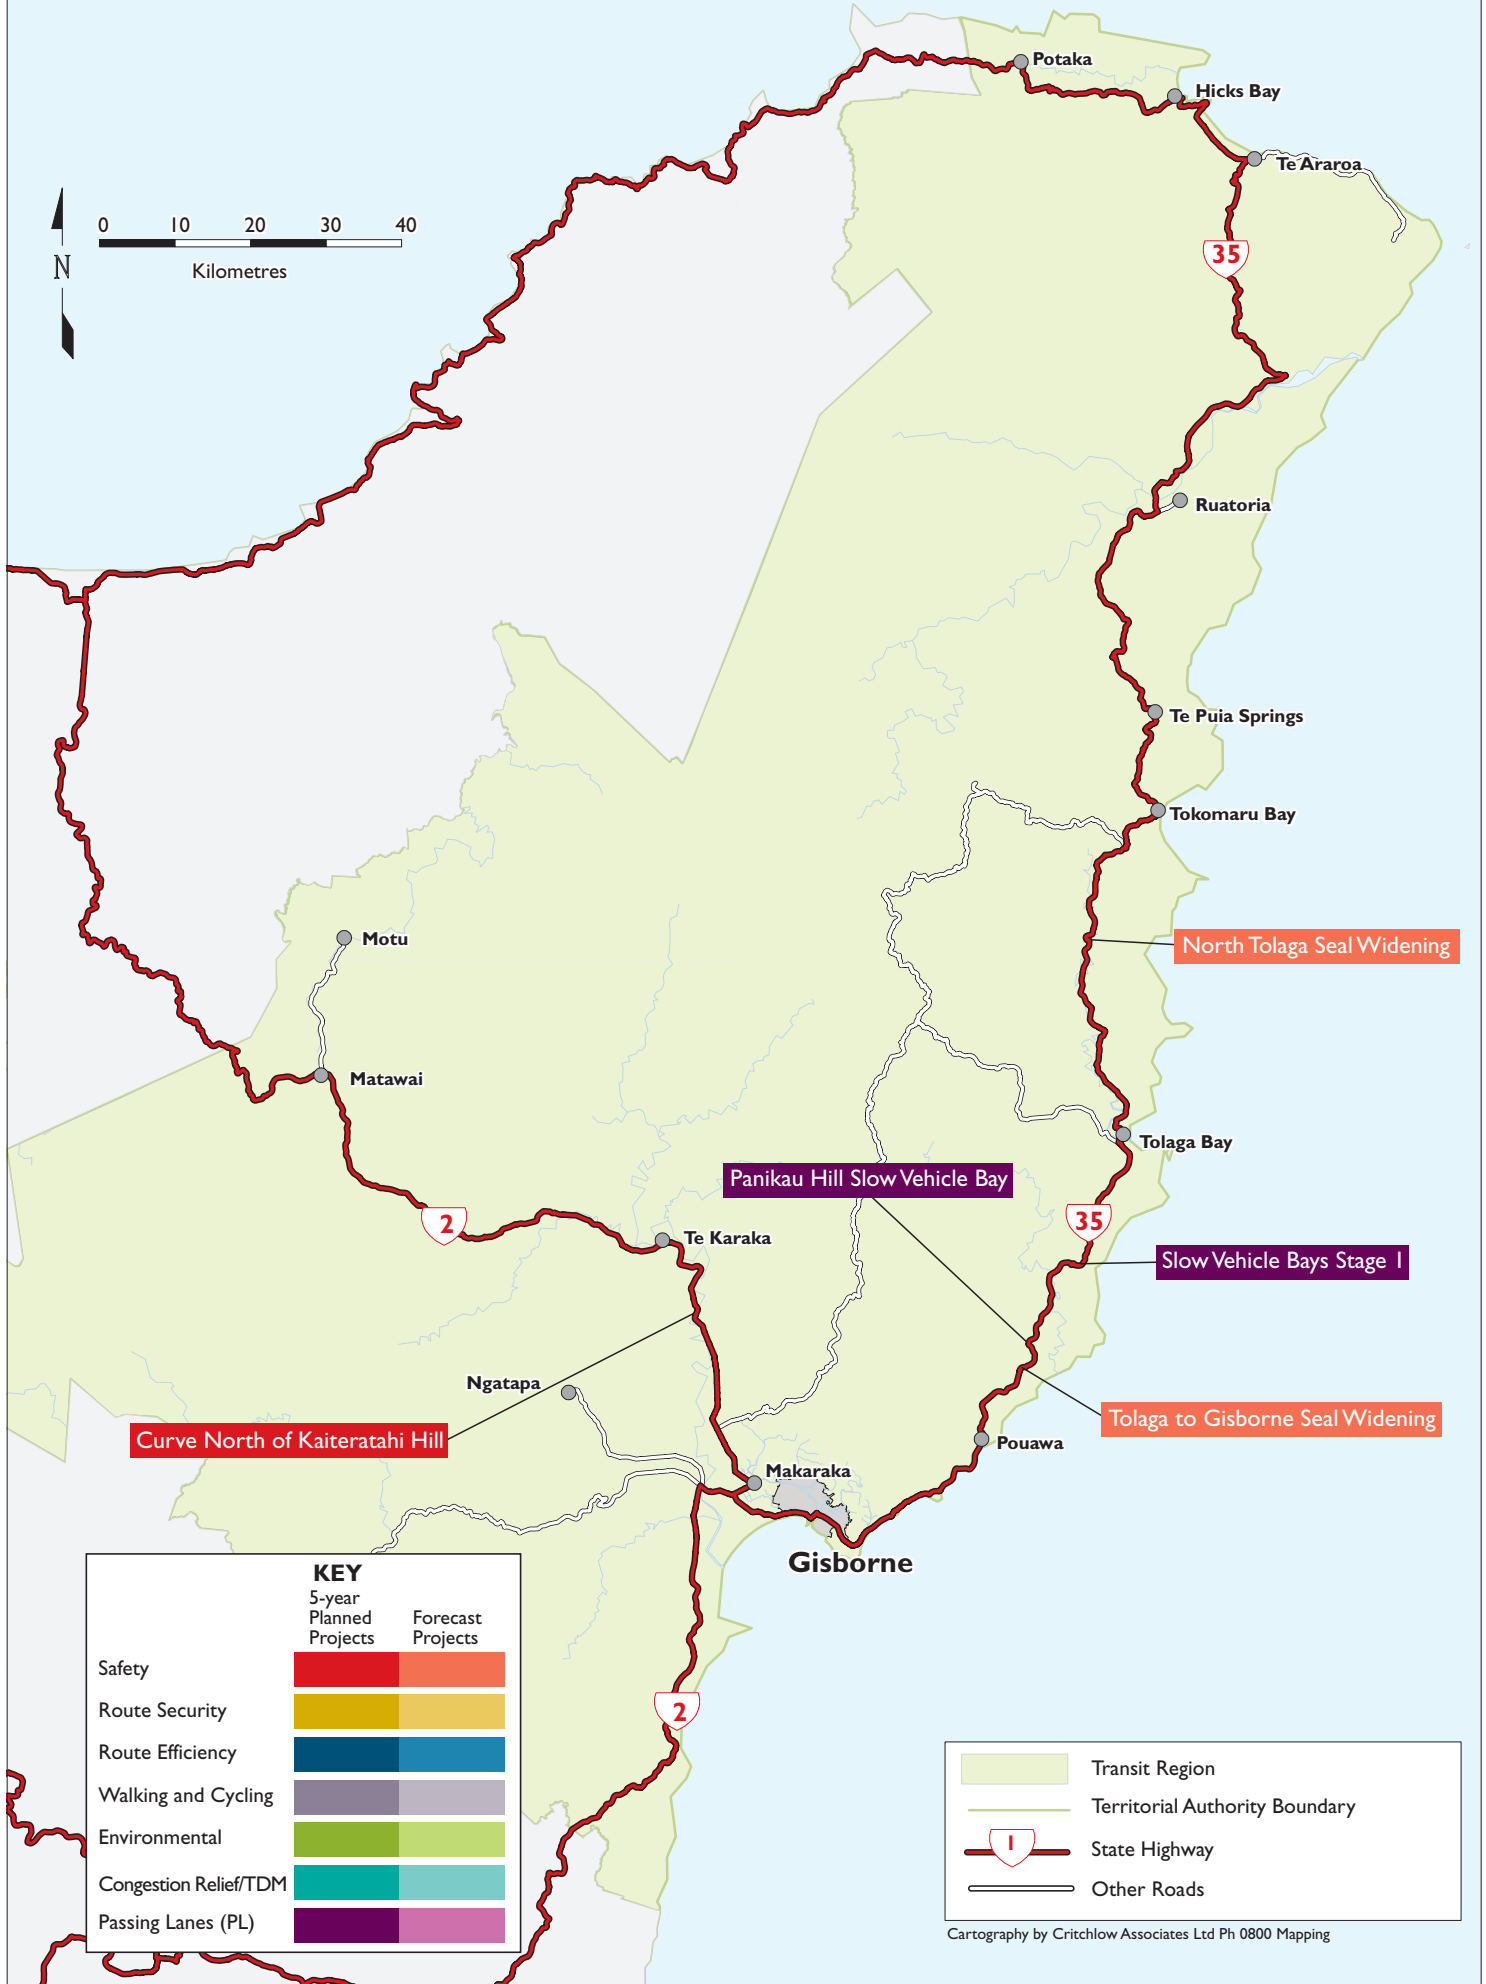 Potaka
Hicks Bay
Te Araroa
0 10 20 30 40
Kilometres
N
35
Ruatoria
Te Puia Springs
Tokomaru Bay
Motu
North Tolaga Seal Widening
Matawai
Tolaga Bay
Panikau Hill Slow Vehicle Bay
2
35
Te Karaka
Slow Vehicle Bays Stage 1
Ngatapa
Tolaga to Gisborne Seal Widening
Curve North of Kaiteratahi Hill
Pouawa
Makaraka
Gisborne
KEY
5-year
Planned
Projects
Forecast
Projects
Safety
Route Security
Route Efficiency
Walking and Cycling
Environmental
Congestion Relief/TDM
Passing Lanes (PL)
2
Transit Region
Territorial Authority Boundary
1
State Highway
Other Roads
Cartography by Critchlow Associates Ltd Ph 0800 Mapping